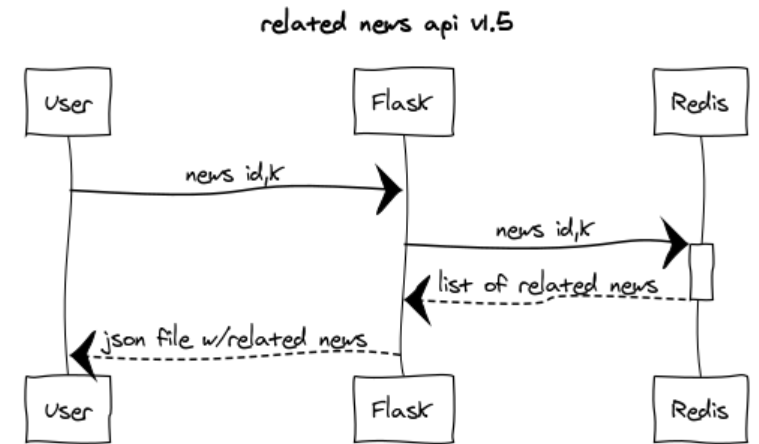 related news api v1.5
User
Flask
Redis
news id,k
news id,k
list of related news
json file w/related news
User
Flask
Redis